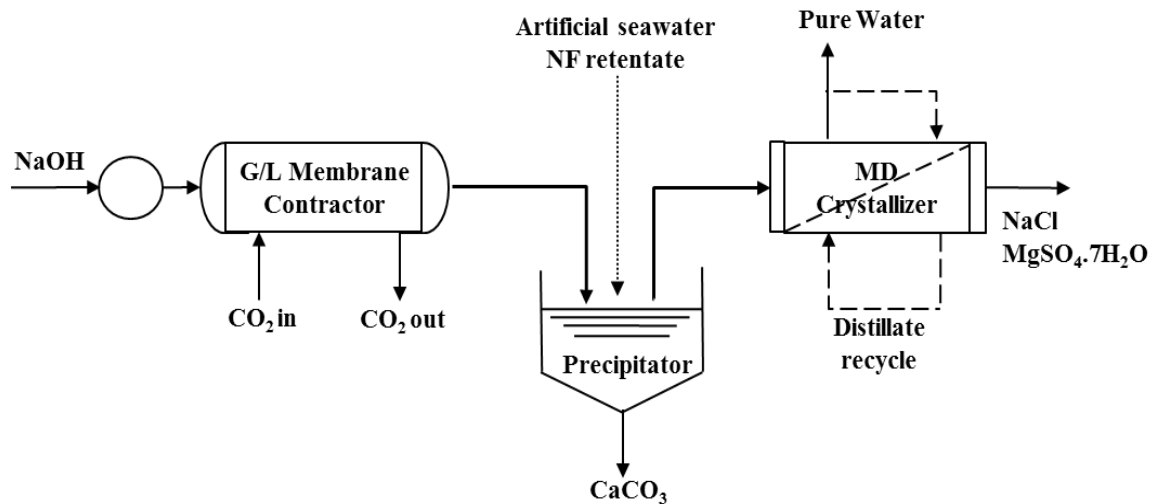 Artificial seawater
NF retentate
Pure Water
NaOH
G/L Membrane
Contractor
MD
Crystallizer
NaCl
MgSO₄.7H₂O
CO₂ in
CO₂ out
Precipitator
Distillate
recycle
CaCO₃